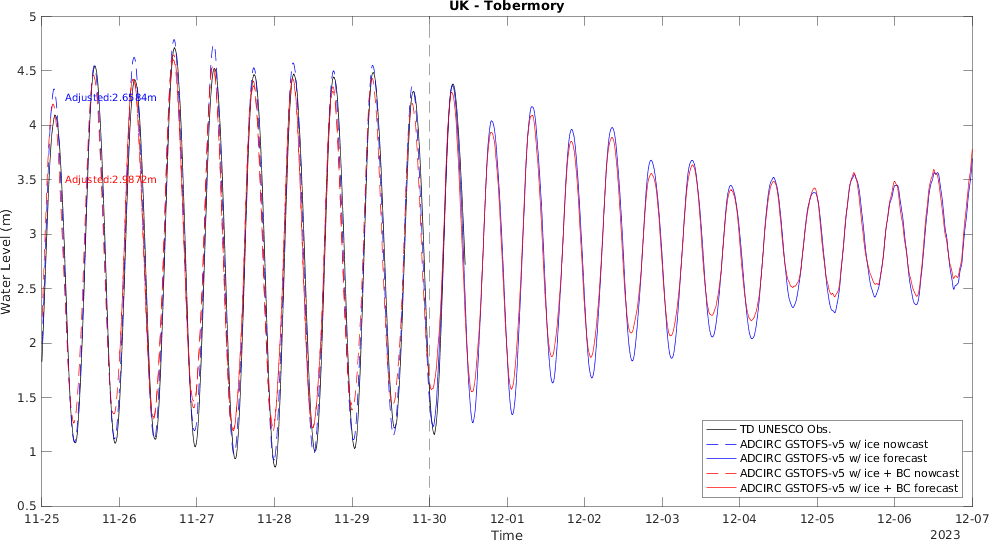 UK - Tobermory
5
4.5
4
3.5
3
2.5
2
1.5
1
0.5
Water Level (m)
Adjusted:2.6584m
Adjusted:2.9872m
TD UNESCO Obs.
ADCIRC GSTOFS-v5 w/ ice nowcast
ADCIRC GSTOFS-v5 w/ ice forecast
ADCIRC GSTOFS-v5 w/ ice + BC nowcast
ADCIRC GSTOFS-v5 w/ ice + BC forecast
11-25 11-26 11-27 11-28 11-29 11-30 12-01 12-02 12-03 12-04 12-05 12-06 12-07
Time
2023